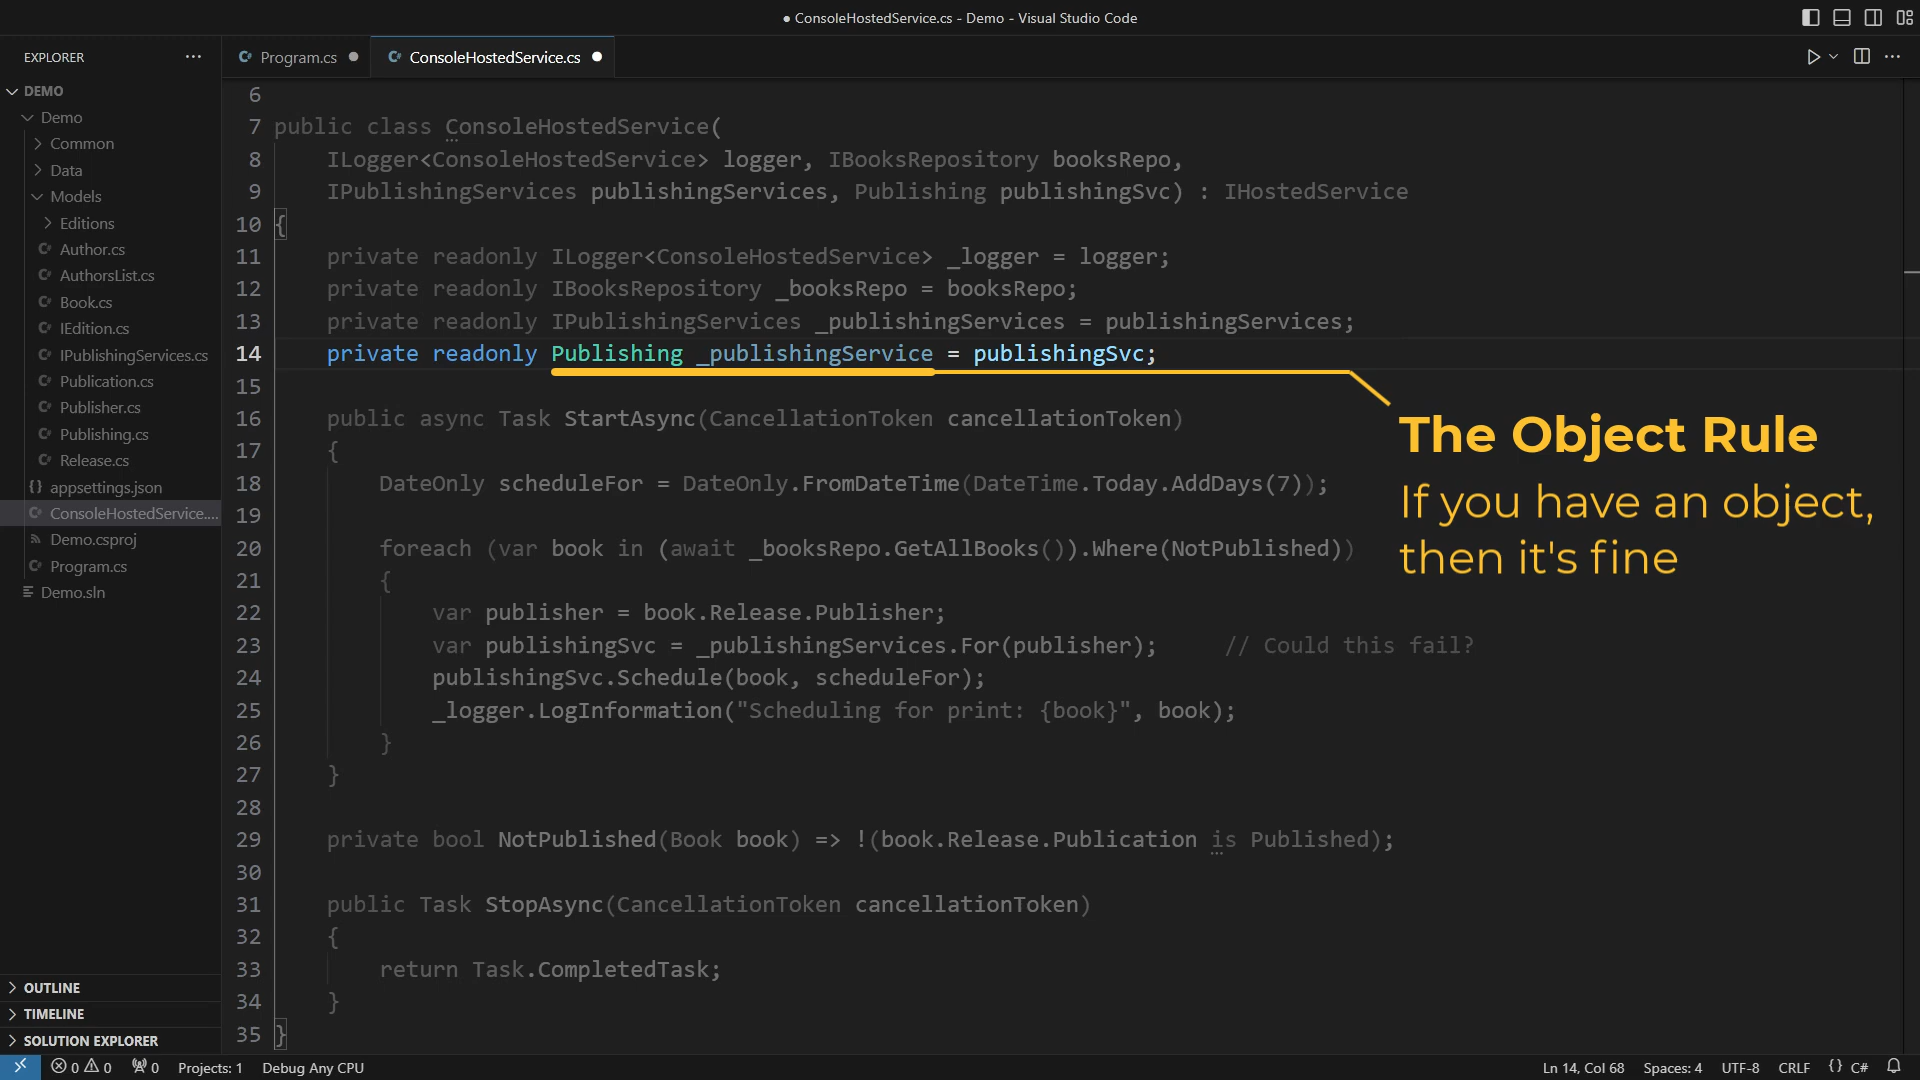 ● ConsoleHostedService.cs - Demo - Visual Studio Code
EXPLORER
Program.cs
ConsoleHostedService.cs
DEMO
Demo
Common
Data
Models
Editions
Author.cs
AuthorsList.cs
Book.cs
IEdition.cs
IPublishingServices.cs
Publication.cs
Publisher.cs
Publishing.cs
Release.cs
{} appsettings.json
ConsoleHostedService....
Demo.csproj
Program.cs
Demo.sln
OUTLINE
TIMELINE
SOLUTION EXPLORER
6
7 public class ConsoleHostedService(
8 ILogger<ConsoleHostedService> logger, IBooksRepository booksRepo,
9 IPublishingServices publishingServices, Publishing publishingSvc) : IHostedService
10 {
11 private readonly ILogger<ConsoleHostedService> _logger = logger;
12 private readonly IBooksRepository _booksRepo = booksRepo;
13 private readonly IPublishingServices _publishingServices = publishingServices;
14 private readonly Publishing _publishingService = publishingSvc;
15
16 public async Task StartAsync(CancellationToken cancellationToken)
17 {
18 DateOnly scheduleFor = DateOnly.FromDateTime(DateTime.Today.AddDays(7));
19
20 foreach (var book in (await _booksRepo.GetAllBooks()).Where(NotPublished))
21 {
22 var publisher = book.Release.Publisher;
23 var publishingSvc = _publishingServices.For(publisher); // Could this fail?
24 publishingSvc.Schedule(book, scheduleFor);
25 _logger.LogInformation("Scheduling for print: {book}", book);
26 }
27 }
28
29 private bool NotPublished(Book book) => !(book.Release.Publication is Published);
30
31 public Task StopAsync(CancellationToken cancellationToken)
32 {
33 return Task.CompletedTask;
34 }
35 }
The Object Rule
If you have an object,
then it's fine
0 0 0 Projects: 1 Debug Any CPU
Ln 14, Col 68 Spaces: 4 UTF-8 CRLF {} C#